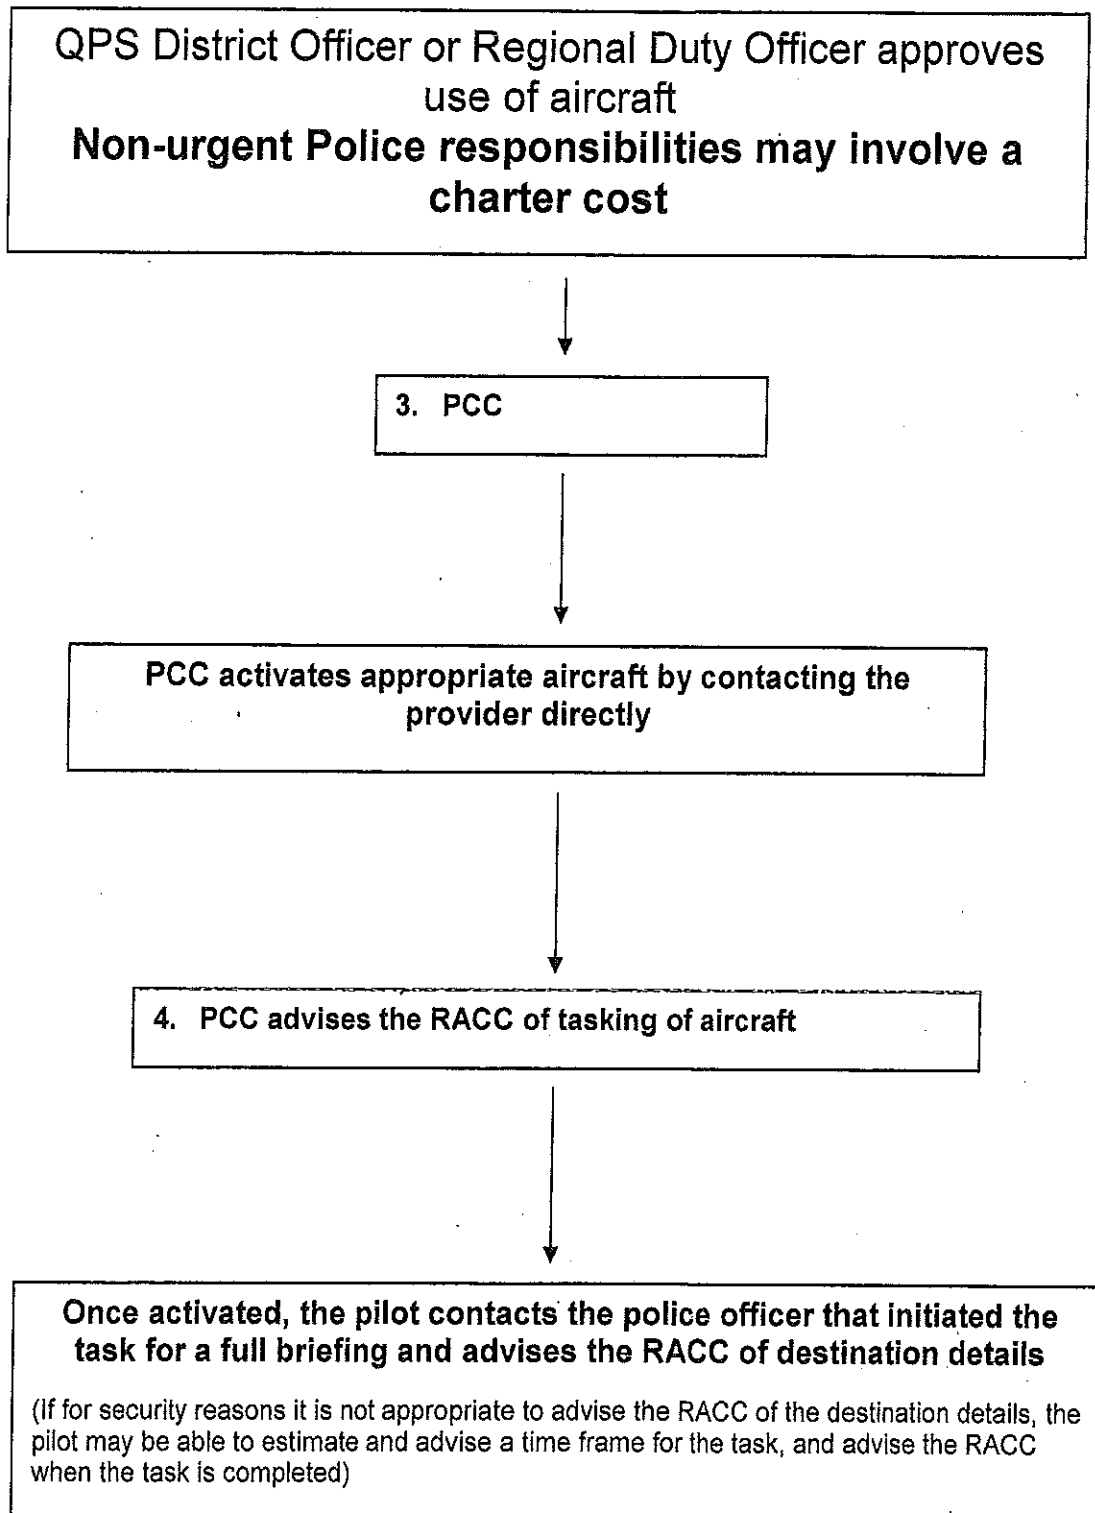 QPS District Officer or Regional Duty Officer approves
use of aircraft
Non-urgent Police responsibilities may involve a
charter cost
3. PCC
PCC activates appropriate aircraft by contacting the
provider directly
4. PCC advises the RACC of tasking of aircraft
Once activated, the pilot contacts the police officer that initiated the
task for a full briefing and advises the RACC of destination details
(If for security reasons it is not appropriate to advise the RACC of the destination details, the
pilot may be able to estimate and advise a time frame for the task, and advise the RACC
when the task is completed)